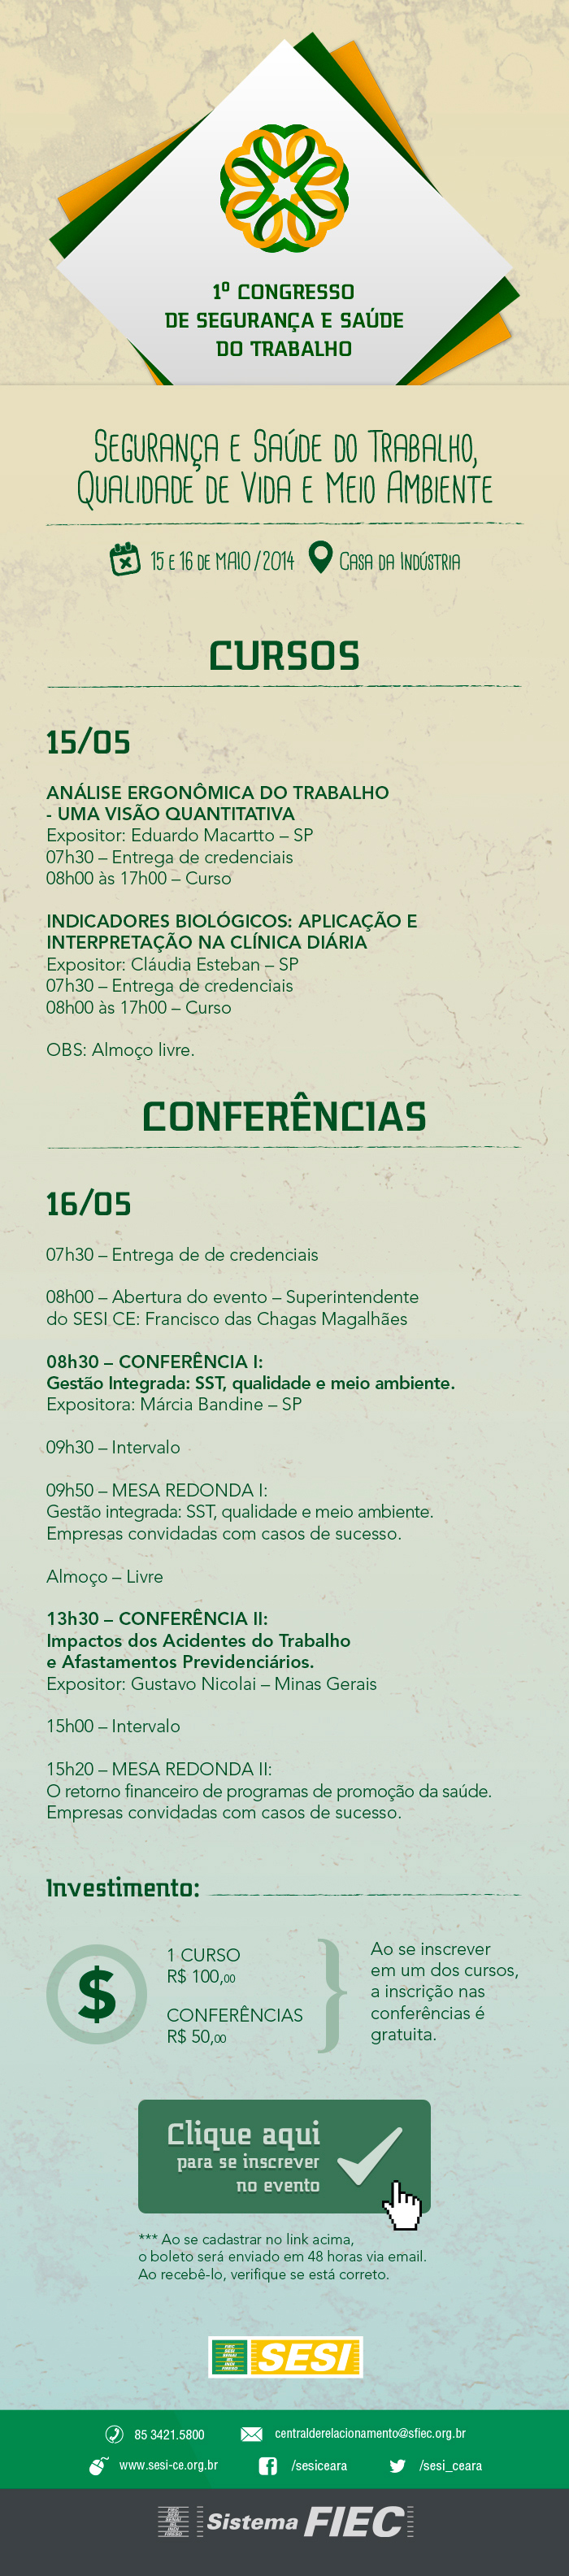 1º CONGRESSO
DE SEGURANÇA E SAÚDE
DO TRABALHO
SEGURANÇA E SAÚDE DO TRABALHO,
QUALIDADE DE VIDA E MEIO AMBIENTE
15 E 16 DE MAIO/2014 CASA DA INDÚSTRIA
CURSOS
15/05
ANÁLISE ERGONÔMICA DO TRABALHO
- UMA VISÃO QUANTITATIVA
Expositor: Eduardo Macartto – SP
07h30 – Entrega de credenciais
08h00 às 17h00 – Curso
INDICADORES BIOLÓGICOS: APLICAÇÃO E
INTERPRETAÇÃO NA CLÍNICA DIÁRIA
Expositor: Cláudia Esteban – SP
07h30 – Entrega de credenciais
08h00 às 17h00 – Curso
OBS: Almoço livre.
CONFERÊNCIAS
16/05
07h30 – Entrega de de credenciais
08h00 – Abertura do evento – Superintendente
do SESI CE: Francisco das Chagas Magalhães
08h30 – CONFERÊNCIA I:
Gestão Integrada: SST, qualidade e meio ambiente.
Expositora: Márcia Bandine – SP
09h30 – Intervalo
09h50 – MESA REDONDA I:
Gestão integrada: SST, qualidade e meio ambiente.
Empresas convidadas com casos de sucesso.
Almoço – Livre
13h30 – CONFERÊNCIA II:
Impactos dos Acidentes do Trabalho
e Afastamentos Previdenciários.
Expositor: Gustavo Nicolai – Minas Gerais
15h00 – Intervalo
15h20 – MESA REDONDA II:
O retorno financeiro de programas de promoção da saúde.
Empresas convidadas com casos de sucesso.
Investimento:
$
1 CURSO
R$ 100,00
CONFERÊNCIAS
R$ 50,00
Ao se inscrever
em um dos cursos,
a inscrição nas
conferências é
gratuita.
Clique aqui
para se inscrever
no evento
*** Ao se cadastrar no link acima,
o boleto será enviado em 48 horas via email.
Ao recebê-lo, verifique se está correto.
SESI
85 3421.5800 centralderelacionamento@sfiec.org.br
www.sesi-ce.org.br /sesiceara /sesi_ceara
Sistema FIEC